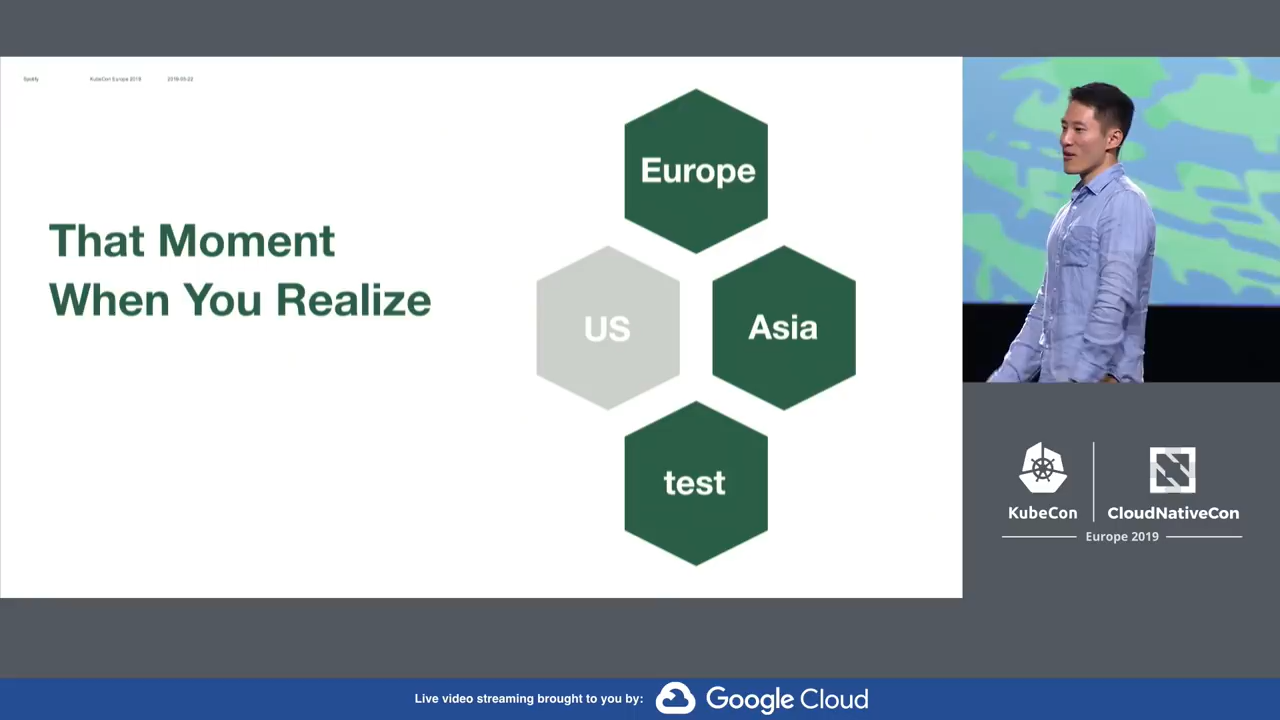 Spotify
KubeCon Europe 2019
2019-05-22
That Moment
When You Realize
Europe
US
Asia
test
KubeCon
CloudNativeCon
Europe 2019
Live video streaming brought to you by:
Google Cloud